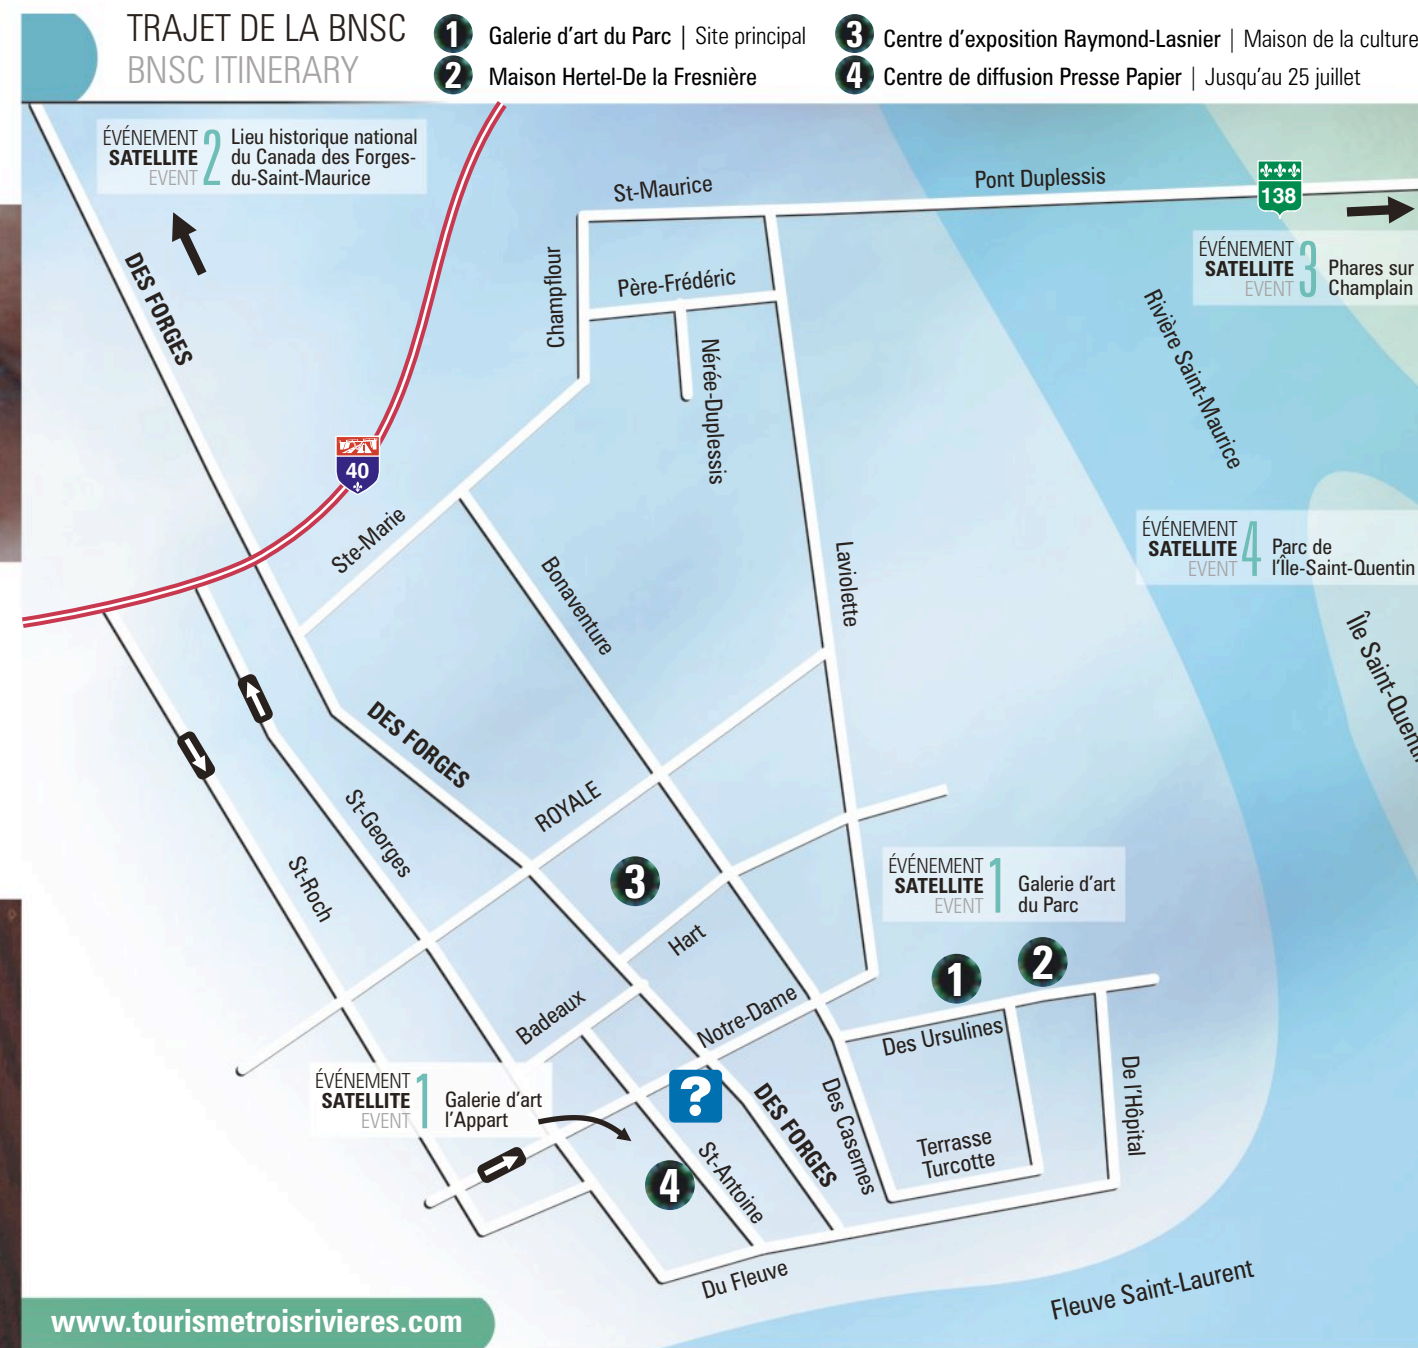 TRAJET DE LA BNSC
BNSC ITINERARY
1 Galerie d'art du Parc | Site principal
2 Maison Hertel-De la Fresnière
3 Centre d'exposition Raymond-Lasnier | Maison de la culture
4 Centre de diffusion Presse Papier | Jusqu'au 25 juillet
ÉVÉNEMENT
SATELLITE
EVENT
2
Lieu historique national
du Canada des Forges-
du-Saint-Maurice
St-Maurice
Pont Duplessis
138
ÉVÉNEMENT
SATELLITE
EVENT
3
Phares sur
Champlain
DES FORGES
Champflour
Père-Frédéric
Nérée-Duplessis
Rivière Saint-Maurice
40
Ste-Marie
Bonaventure
Laviolette
ÉVÉNEMENT
SATELLITE
EVENT
4
Parc de
l'Île-Saint-Quentin
Île Saint-Quentin
DES FORGES
ROYALE
St-Georges
St-Roch
3
Hart
ÉVÉNEMENT
SATELLITE
EVENT
1
Galerie d'art
du Parc
1
2
Badeaux
Notre-Dame
Des Ursulines
De l'Hôpital
ÉVÉNEMENT
SATELLITE
EVENT
1
Galerie d'art
l'Appart
?
DES FORGES
Des Casernes
Terrasse
Turcotte
4
St-Antoine
Du Fleuve
Fleuve Saint-Laurent
www.tourismetroisrivieres.com